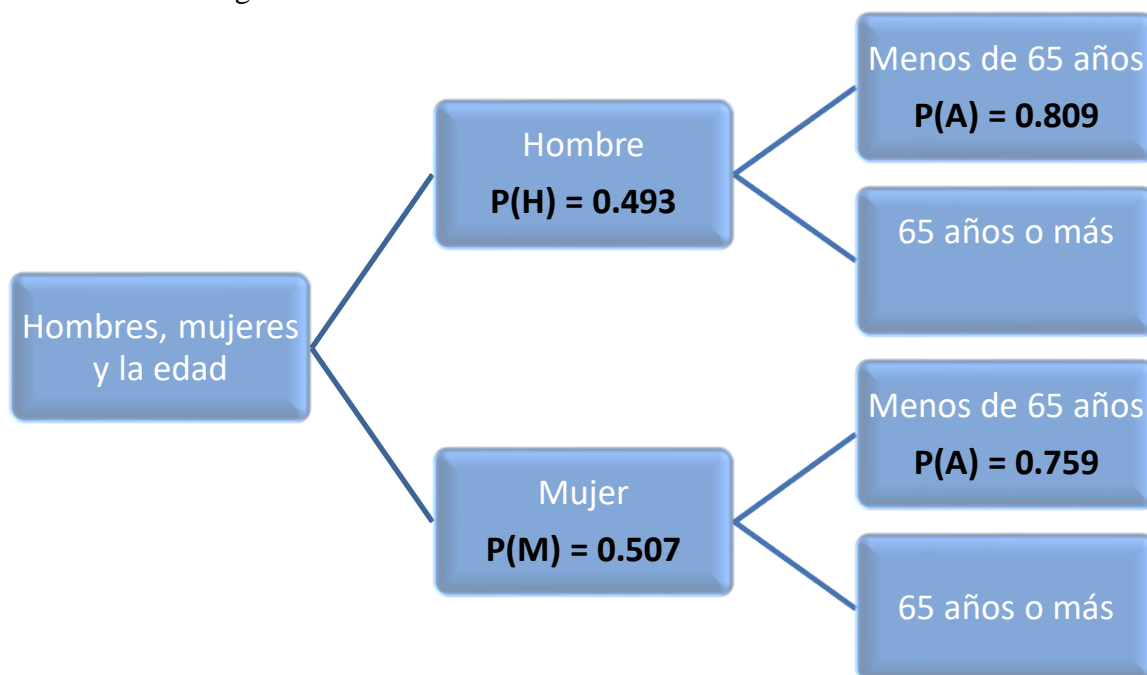 Hombres, mujeres
y la edad
Hombre
P(H) = 0.493
Menos de 65 años
P(A) = 0.809
65 años o más
Mujer
P(M) = 0.507
Menos de 65 años
P(A) = 0.759
65 años o más